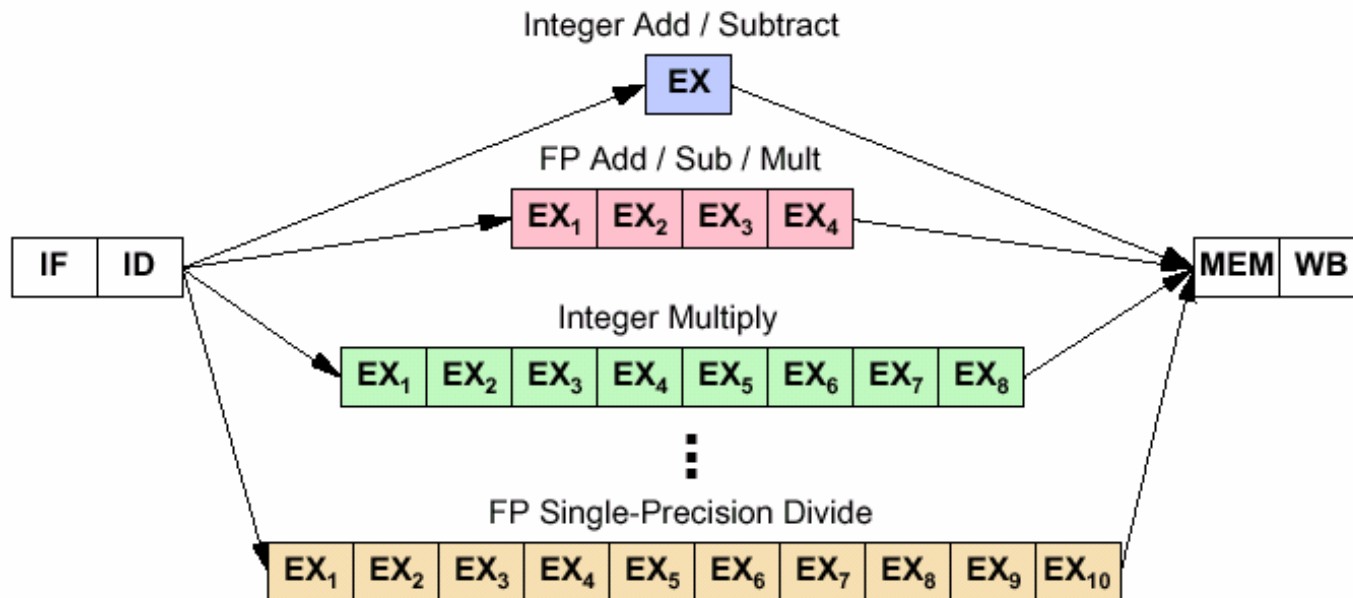 Integer Add / Subtract
EX
FP Add / Sub / Mult
EX₁ EX₂ EX₃ EX₄
IF ID
MEM WB
Integer Multiply
EX₁ EX₂ EX₃ EX₄ EX₅ EX₆ EX₇ EX₈
FP Single-Precision Divide
EX₁ EX₂ EX₃ EX₄ EX₅ EX₆ EX₇ EX₈ EX₉ EX₁₀